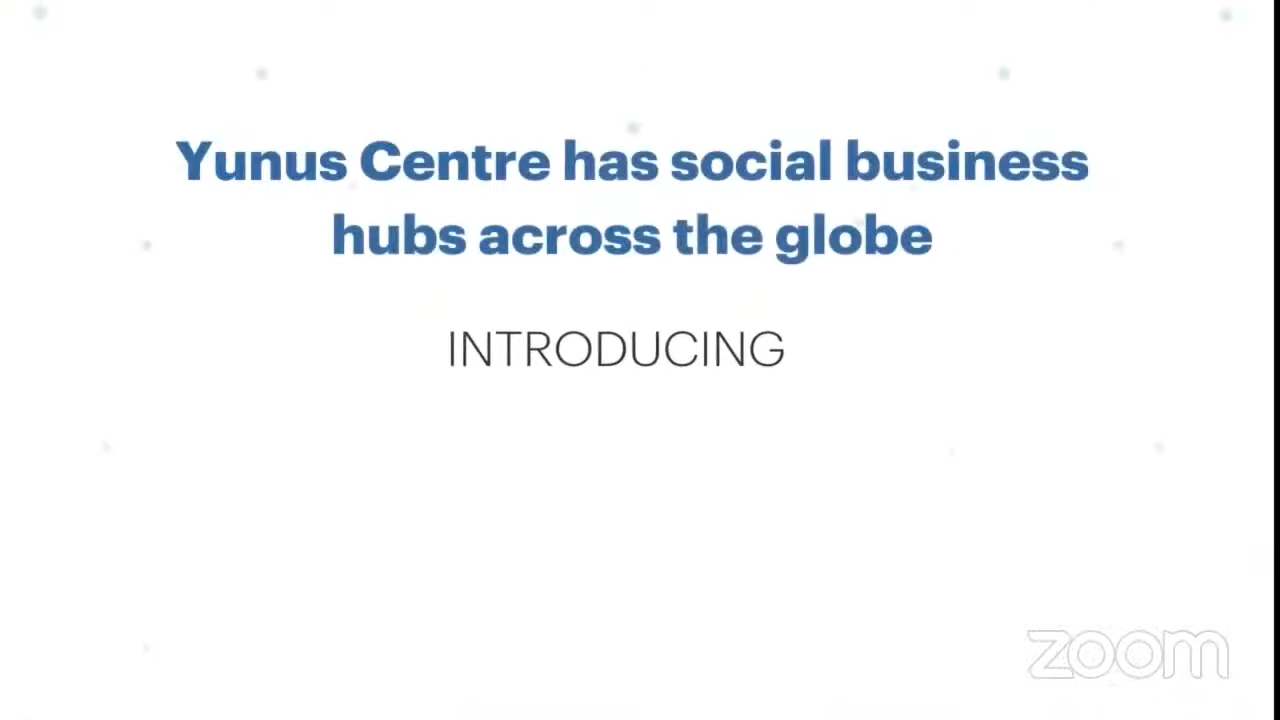 Yunus Centre has social business
hubs across the globe
INTRODUCING
zoom